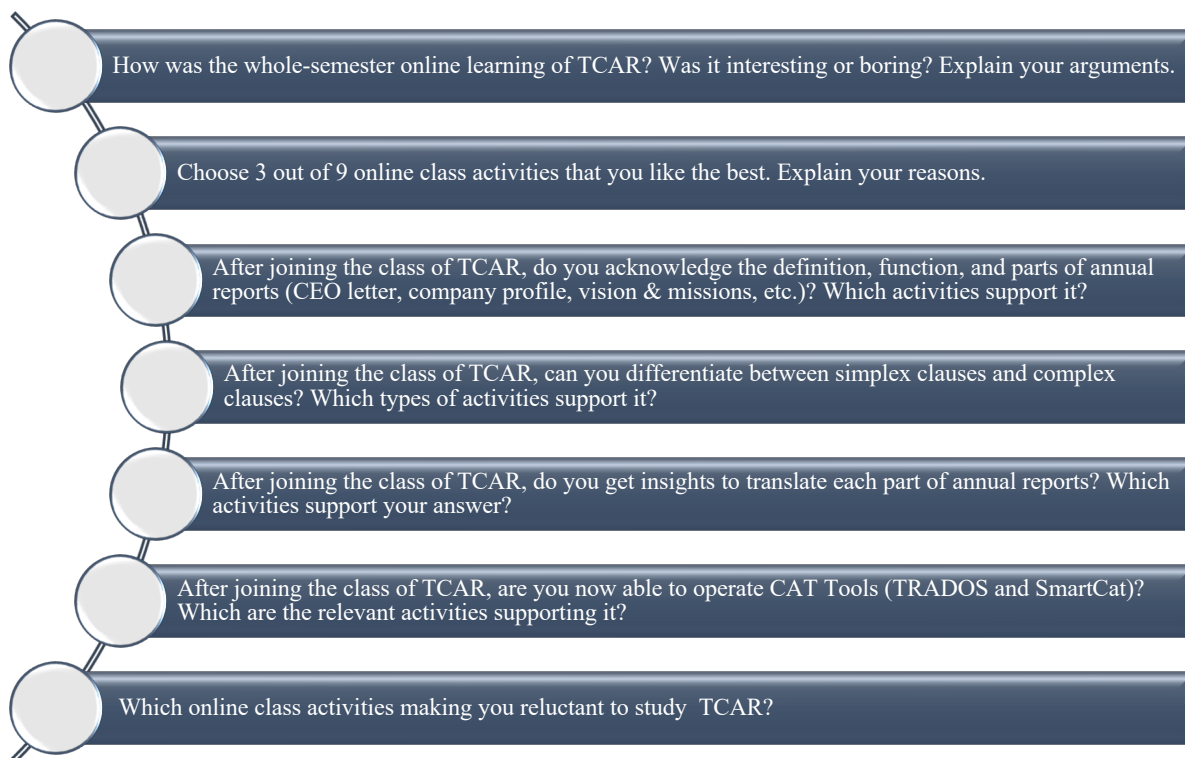 How was the whole-semester online learning of TCAR? Was it interesting or boring? Explain your arguments.
Choose 3 out of 9 online class activities that you like the best. Explain your reasons.
After joining the class of TCAR, do you acknowledge the definition, function, and parts of annual
reports (CEO letter, company profile, vision & missions, etc.)? Which activities support it?
After joining the class of TCAR, can you differentiate between simplex clauses and complex
clauses? Which types of activities support it?
After joining the class of TCAR, do you get insights to translate each part of annual reports? Which
activities support your answer?
After joining the class of TCAR, are you now able to operate CAT Tools (TRADOS and SmartCat)?
Which are the relevant activities supporting it?
Which online class activities making you reluctant to study TCAR?